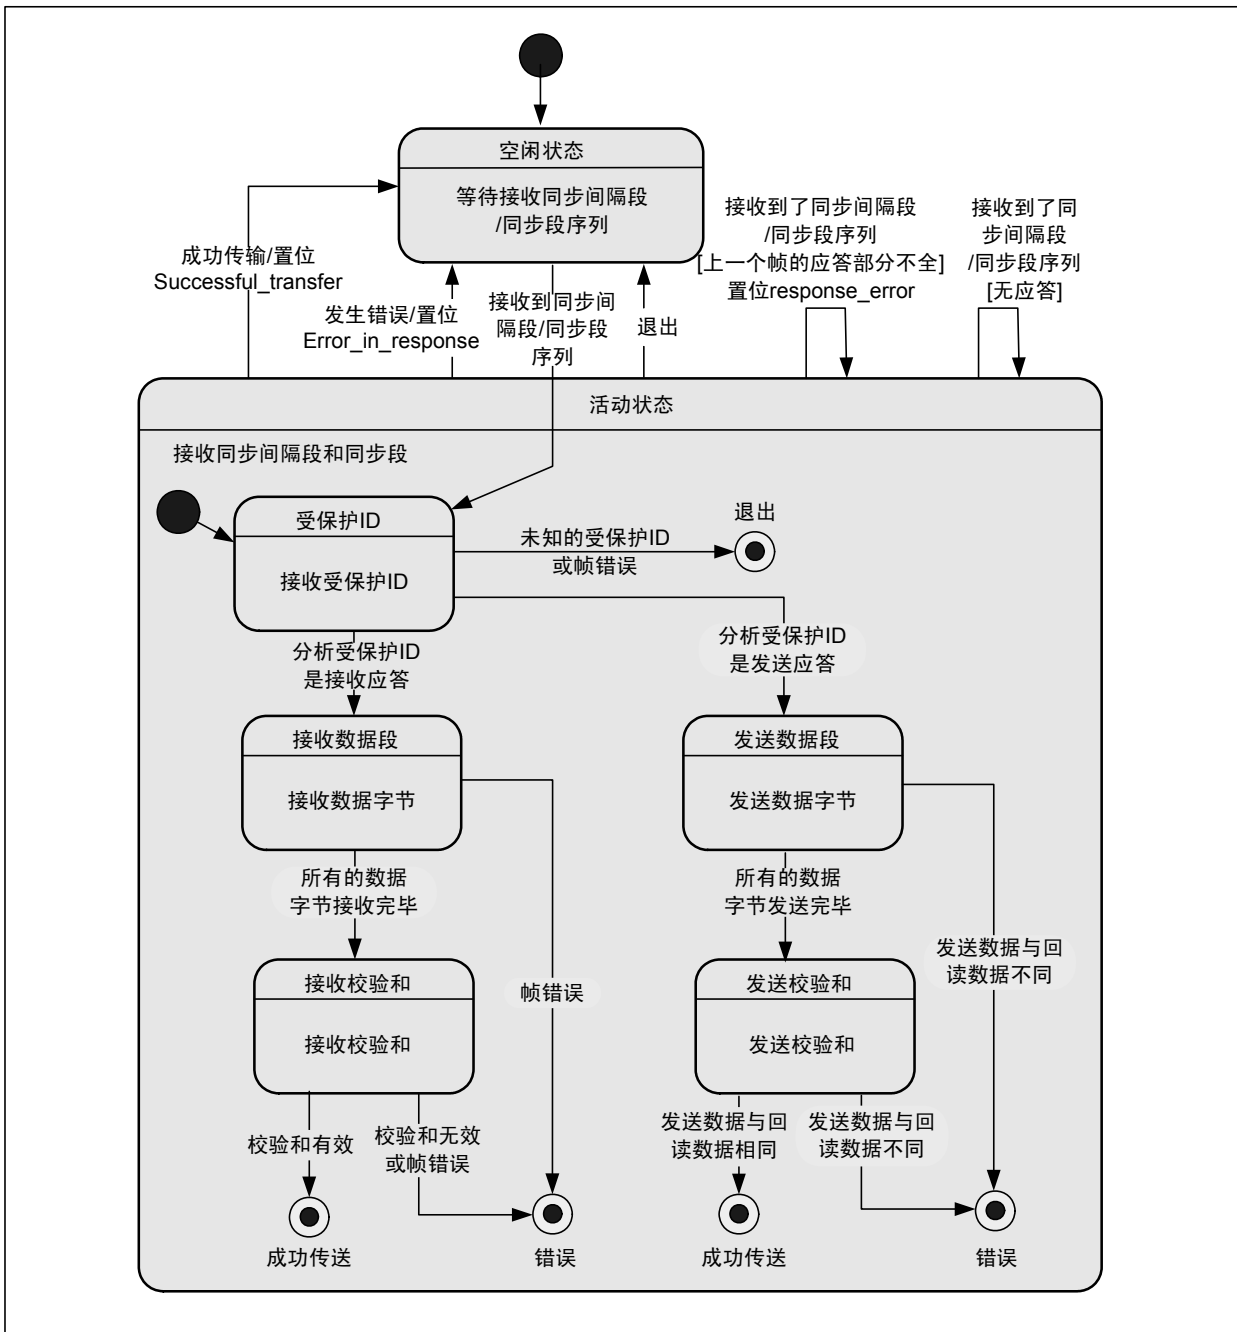 空闲状态
等待接收同步间隔段
/同步段序列
成功传输/置位
Successful_transfer
发生错误/置位
Error_in_response
接收到同步间
隔段/同步段
序列
退出
接收到了同步间隔段
/同步段序列
[上一个帧的应答部分不全]
置位response_error
接收到了同
步间隔段
/同步段序列
[无应答]
活动状态
接收同步间隔段和同步段
受保护ID
接收受保护ID
未知的受保护ID
或帧错误
退出
分析受保护ID
是接收应答
分析受保护ID
是发送应答
接收数据段
接收数据字节
发送数据段
发送数据字节
所有的数据
字节接收完毕
所有的数据
字节发送完毕
接收校验和
接收校验和
帧错误
发送校验和
发送校验和
发送数据与回
读数据不同
校验和有效
校验和无效
或帧错误
发送数据与回
读数据相同
发送数据与回
读数据不同
成功传送
错误
成功传送
错误